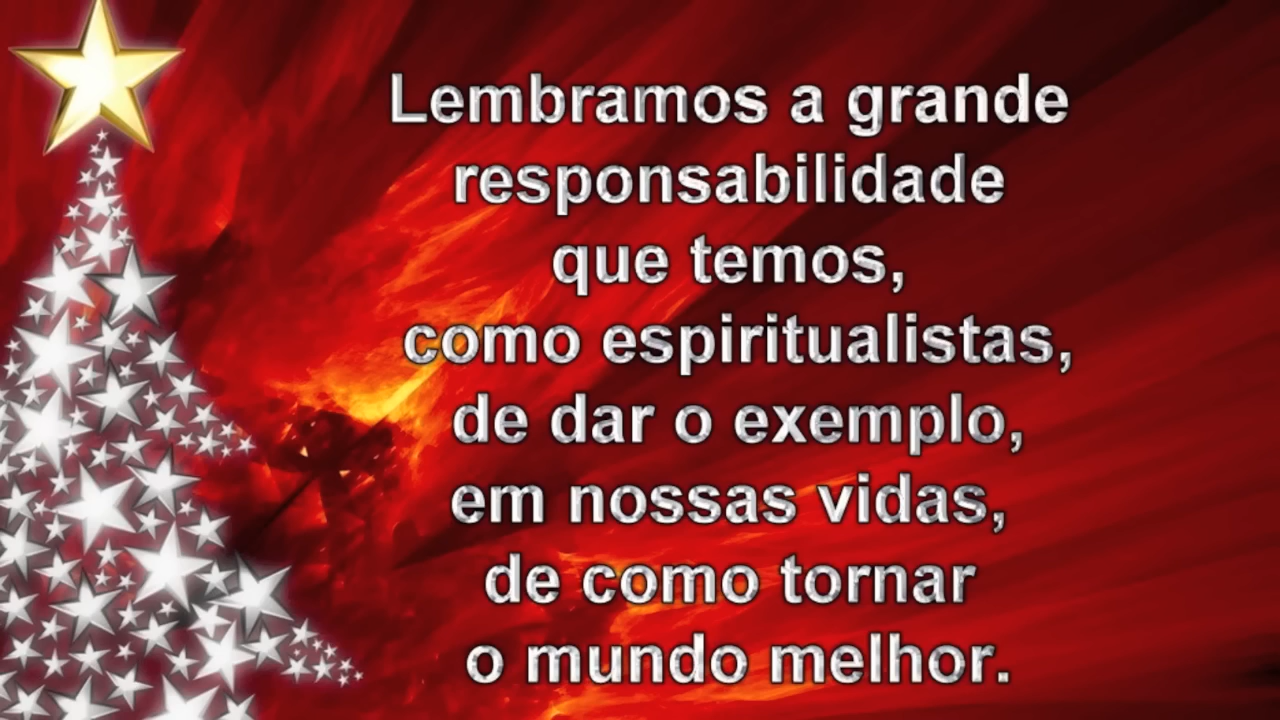 Lembramos a grande
responsabilidade
que temos,
como espiritualistas,
de dar o exemplo,
em nossas vidas,
de como tornar
o mundo melhor.